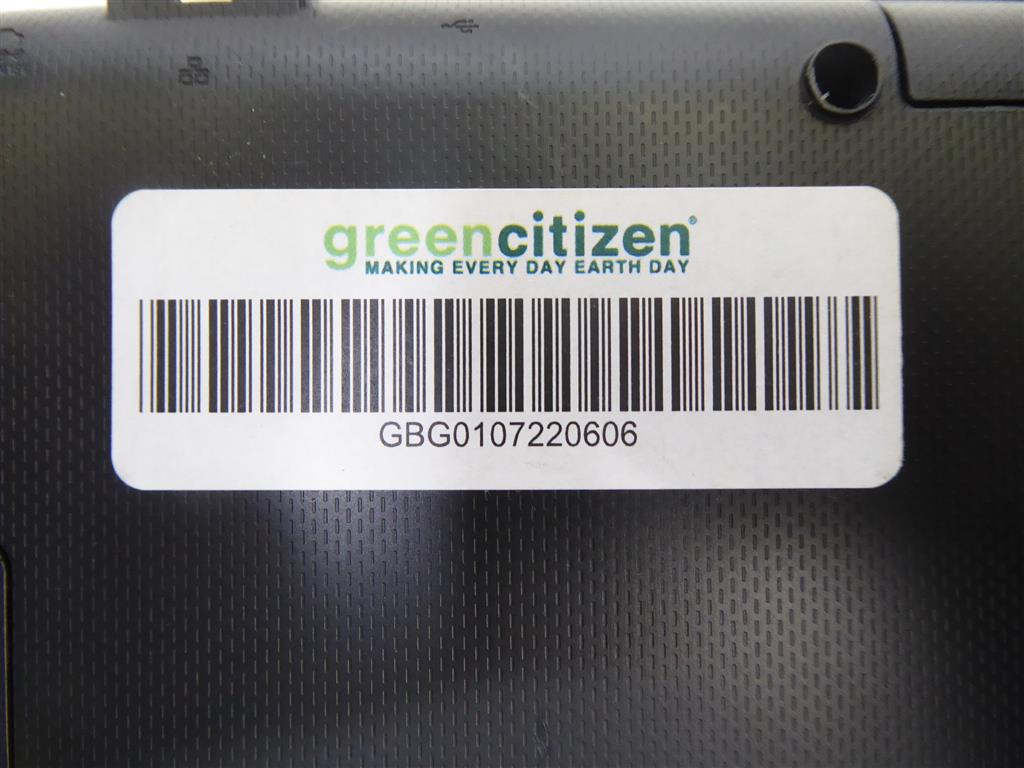 greencitizen®
MAKING EVERY DAY EARTH DAY
GBG0107220606